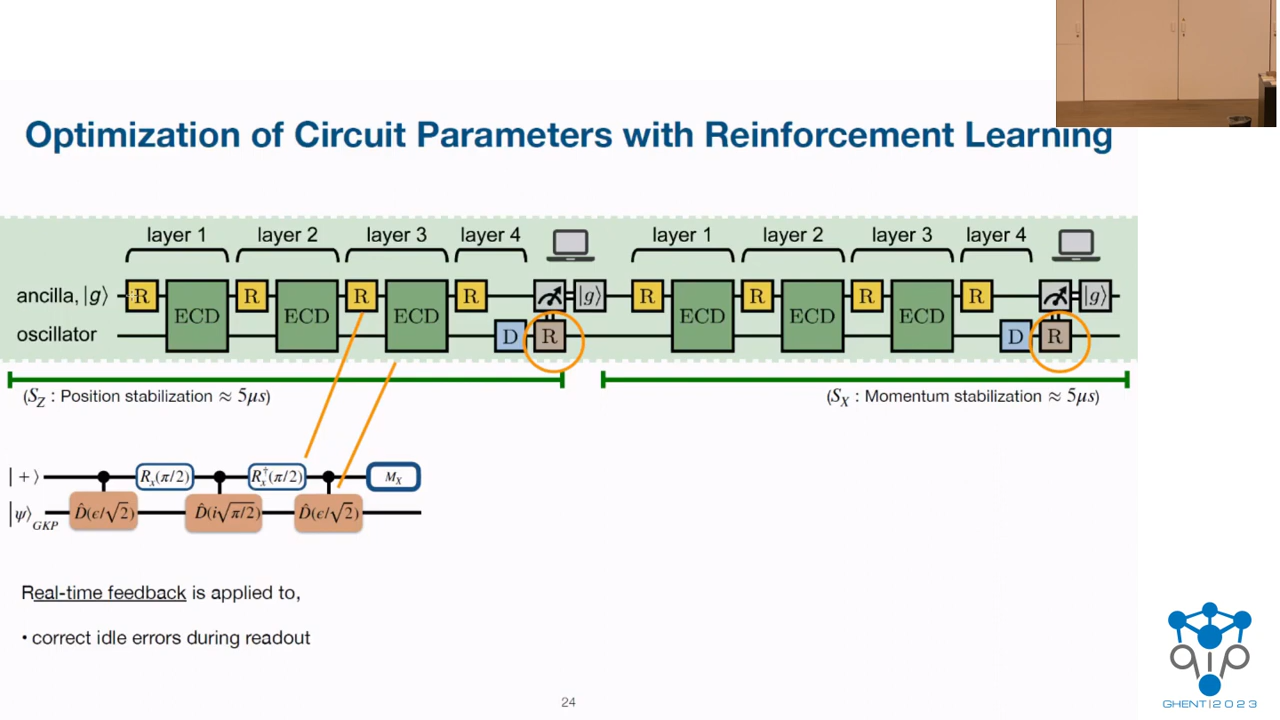 Optimization of Circuit Parameters with Reinforcement Learning
layer 1 layer 2 layer 3 layer 4 layer 1 layer 2 layer 3 layer 4
ancilla, |g⟩ R R R R |g⟩ R R R R |g⟩
ECD ECD ECD ECD ECD ECD
oscillator D R D R
(S_Z : Position stabilization ≈ 5μs) (S_X : Momentum stabilization ≈ 5μs)
|+⟩ R_x(π/2) R_x^†(π/2) M_X
|ψ⟩_GKP D̂(ϵ/√2) D̂(i√π/2) D̂(ϵ/√2)
Real-time feedback is applied to,
• correct idle errors during readout
24
qip
GHENT|2023